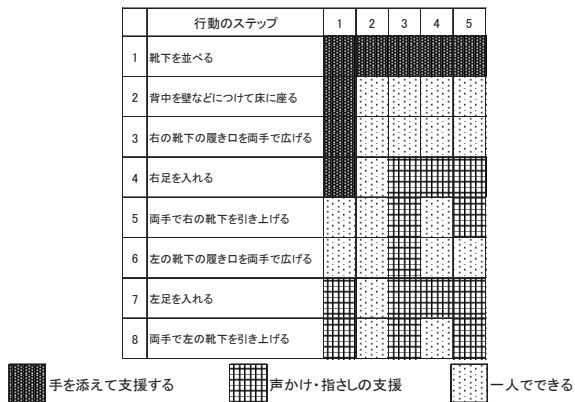 行動のステップ 1 2 3 4 5
1 靴下を並べる
2 背中を壁などにつけて床に座る
3 右の靴下の履き口を両手で広げる
4 右足を入れる
5 両手で右の靴下を引き上げる
6 左の靴下の履き口を両手で広げる
7 左足を入れる
8 両手で左の靴下を引き上げる
手を添えて支援する 声かけ・指さしの支援 一人でできる